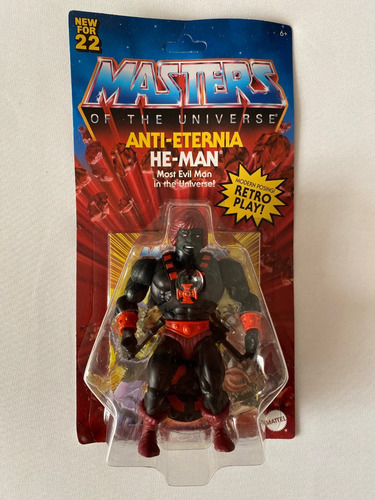 NEW
FOR
22
6+
MASTERS
OF THE UNIVERSE
ANTI-ETERNIA
HE-MAN®
Most Evil Man
in the Universe!
MODERN POSING!
RETRO
PLAY!
MATTEL